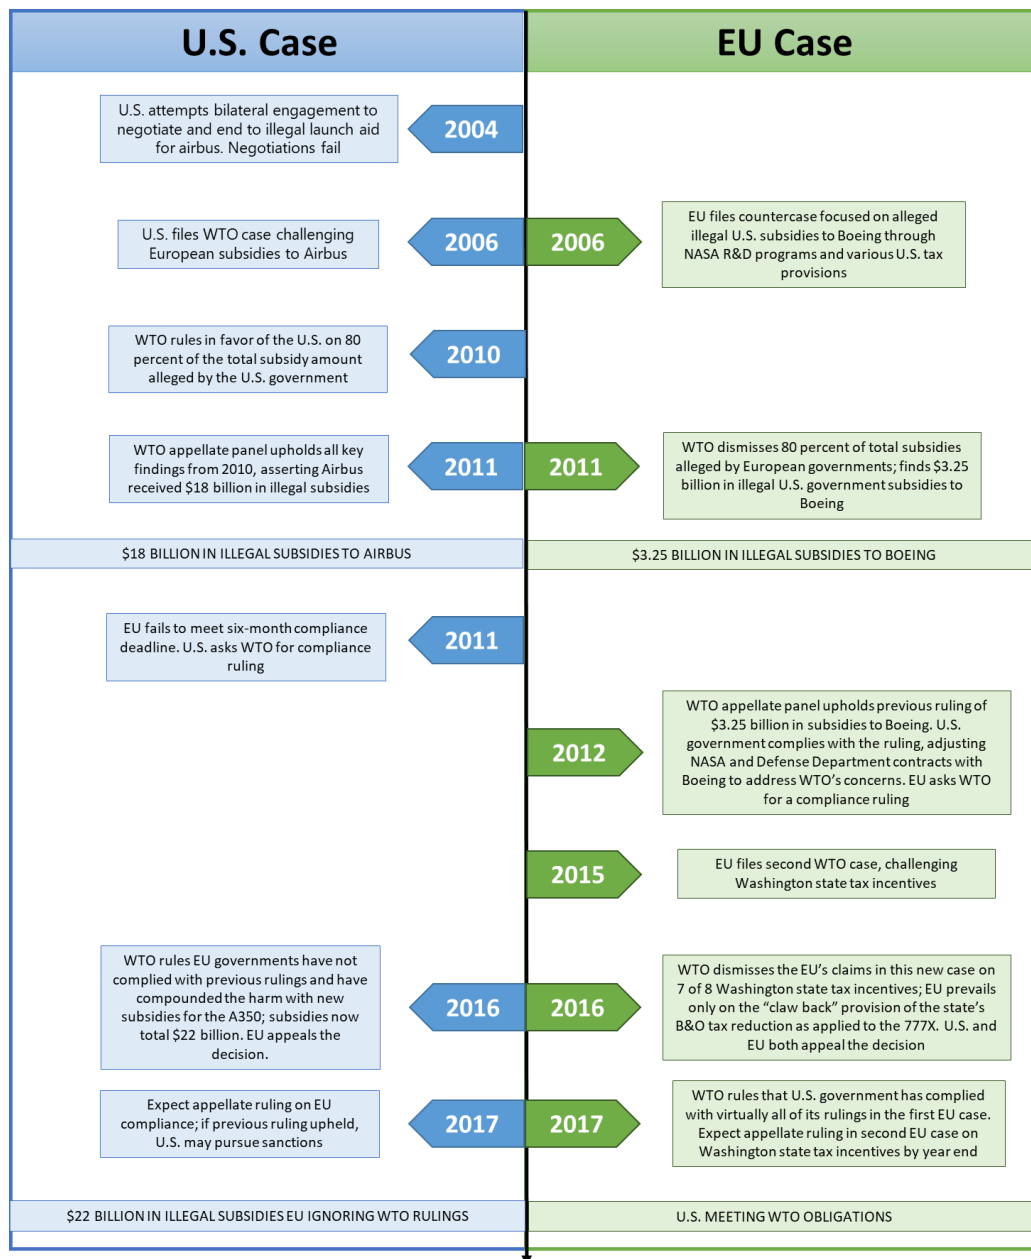 U.S. Case
EU Case
U.S. attempts bilateral engagement to
negotiate and end to illegal launch aid
for airbus. Negotiations fail
2004
U.S. files WTO case challenging
European subsidies to Airbus
2006
2006
EU files countercase focused on alleged
illegal U.S. subsidies to Boeing through
NASA R&D programs and various U.S. tax
provisions
WTO rules in favor of the U.S. on 80
percent of the total subsidy amount
alleged by the U.S. government
2010
WTO appellate panel upholds all key
findings from 2010, asserting Airbus
received $18 billion in illegal subsidies
2011
2011
WTO dismisses 80 percent of total subsidies
alleged by European governments; finds $3.25
billion in illegal U.S. government subsidies to
Boeing
$18 BILLION IN ILLEGAL SUBSIDIES TO AIRBUS
$3.25 BILLION IN ILLEGAL SUBSIDIES TO BOEING
EU fails to meet six-month compliance
deadline. U.S. asks WTO for compliance
ruling
2011
2012
WTO appellate panel upholds previous ruling of
$3.25 billion in subsidies to Boeing. U.S.
government complies with the ruling, adjusting
NASA and Defense Department contracts with
Boeing to address WTO's concerns. EU asks WTO
for a compliance ruling
2015
EU files second WTO case, challenging
Washington state tax incentives
WTO rules EU governments have not
complied with previous rulings and have
compounded the harm with new
subsidies for the A350; subsidies now
total $22 billion. EU appeals the
decision.
2016
2016
WTO dismisses the EU's claims in this new case on
7 of 8 Washington state tax incentives; EU prevails
only on the "claw back" provision of the state's
B&O tax reduction as applied to the 777X. U.S. and
EU both appeal the decision
Expect appellate ruling on EU
compliance; if previous ruling upheld,
U.S. may pursue sanctions
2017
2017
WTO rules that U.S. government has complied
with virtually all of its rulings in the first EU case.
Expect appellate ruling in second EU case on
Washington state tax incentives by year end
$22 BILLION IN ILLEGAL SUBSIDIES EU IGNORING WTO RULINGS
U.S. MEETING WTO OBLIGATIONS